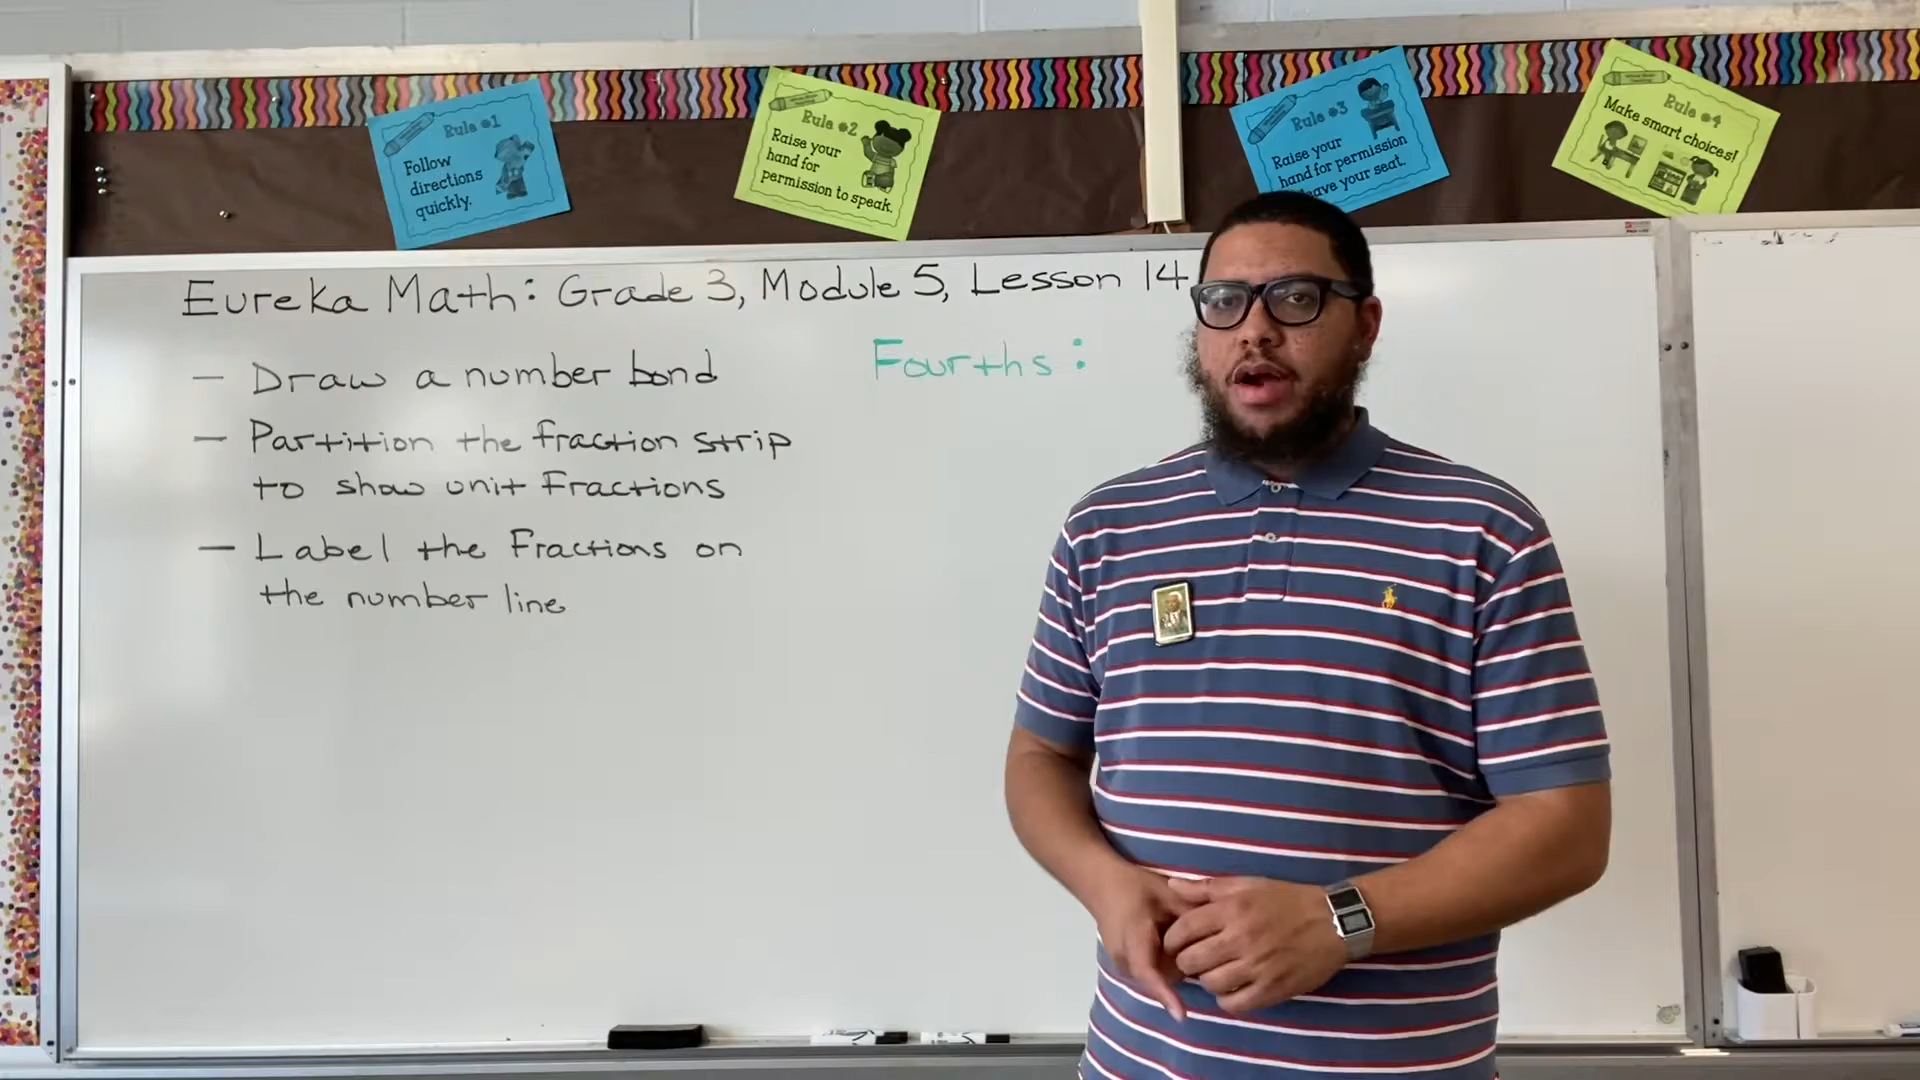 Rule #1
Follow
directions
quickly.
Rule #2
Raise your
hand for
permission to speak.
Rule #3
Raise your
hand for permission
leave your seat.
Rule #4
Make smart choices!
Eureka Math: Grade 3, Module 5, Lesson 14
— Draw a number bond
— Partition the fraction strip
to show unit Fractions
— Label the Fractions on
the number line
Fourths: